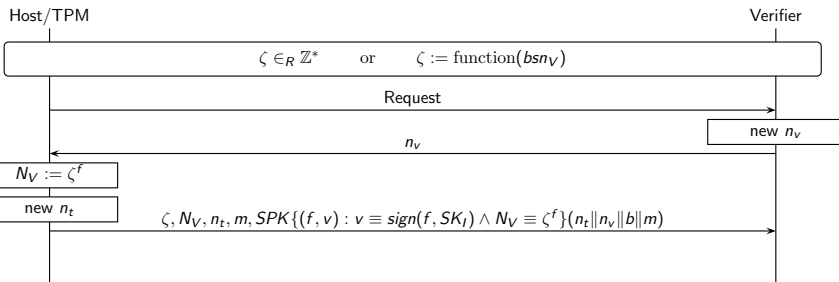 Host/TPM Verifier
ζ ∈_R ℤ* or ζ := function(bsn_V)
Request
new n_v
n_v
N_V := ζ^f
new n_t
ζ, N_V, n_t, m, SPK{(f, v) : v ≡ sign(f, SK_I) ∧ N_V ≡ ζ^f}(n_t‖n_v‖b‖m)